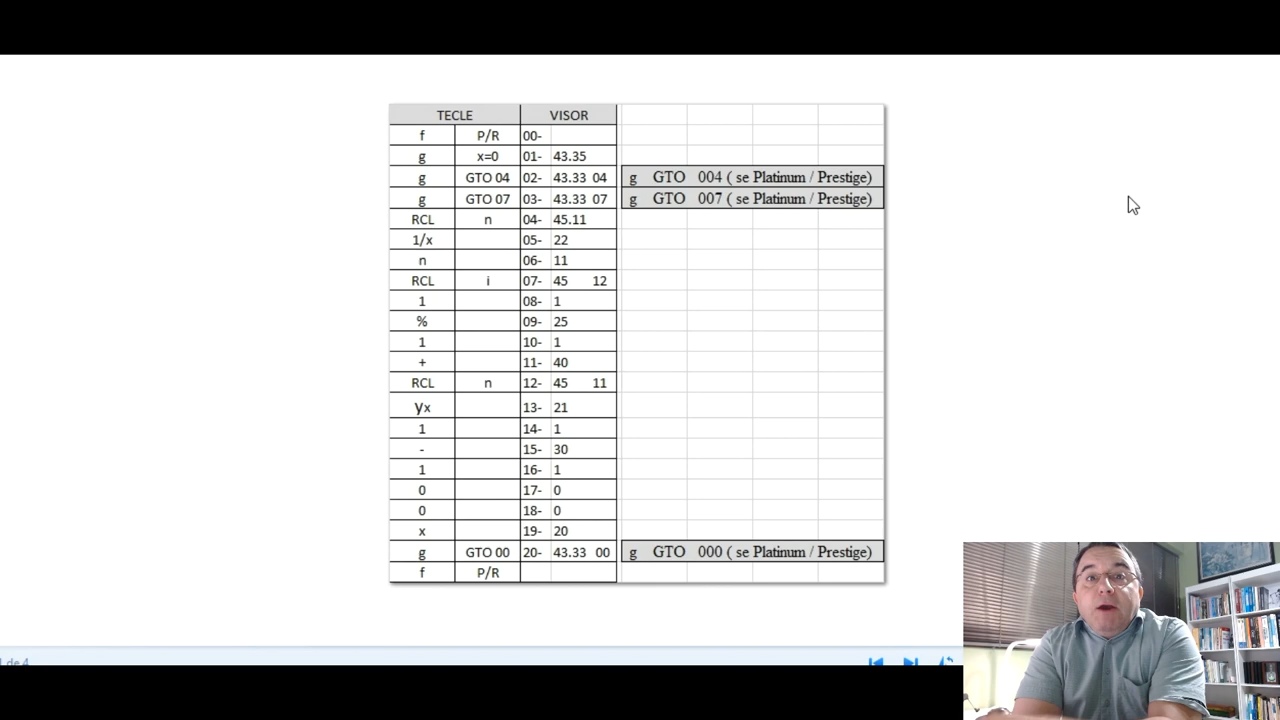 TECLE VISOR
f P/R 00-
g x=0 01- 43.35
g GTO 04 02- 43.33 04 g GTO 004 ( se Platinum / Prestige)
g GTO 07 03- 43.33 07 g GTO 007 ( se Platinum / Prestige)
RCL n 04- 45.11
1/x 05- 22
n 06- 11
RCL i 07- 45 12
1 08- 1
% 09- 25
1 10- 1
+ 11- 40
RCL n 12- 45 11
yx 13- 21
1 14- 1
- 15- 30
1 16- 1
0 17- 0
0 18- 0
x 19- 20
g GTO 00 20- 43.33 00 g GTO 000 ( se Platinum / Prestige)
f P/R
de 4